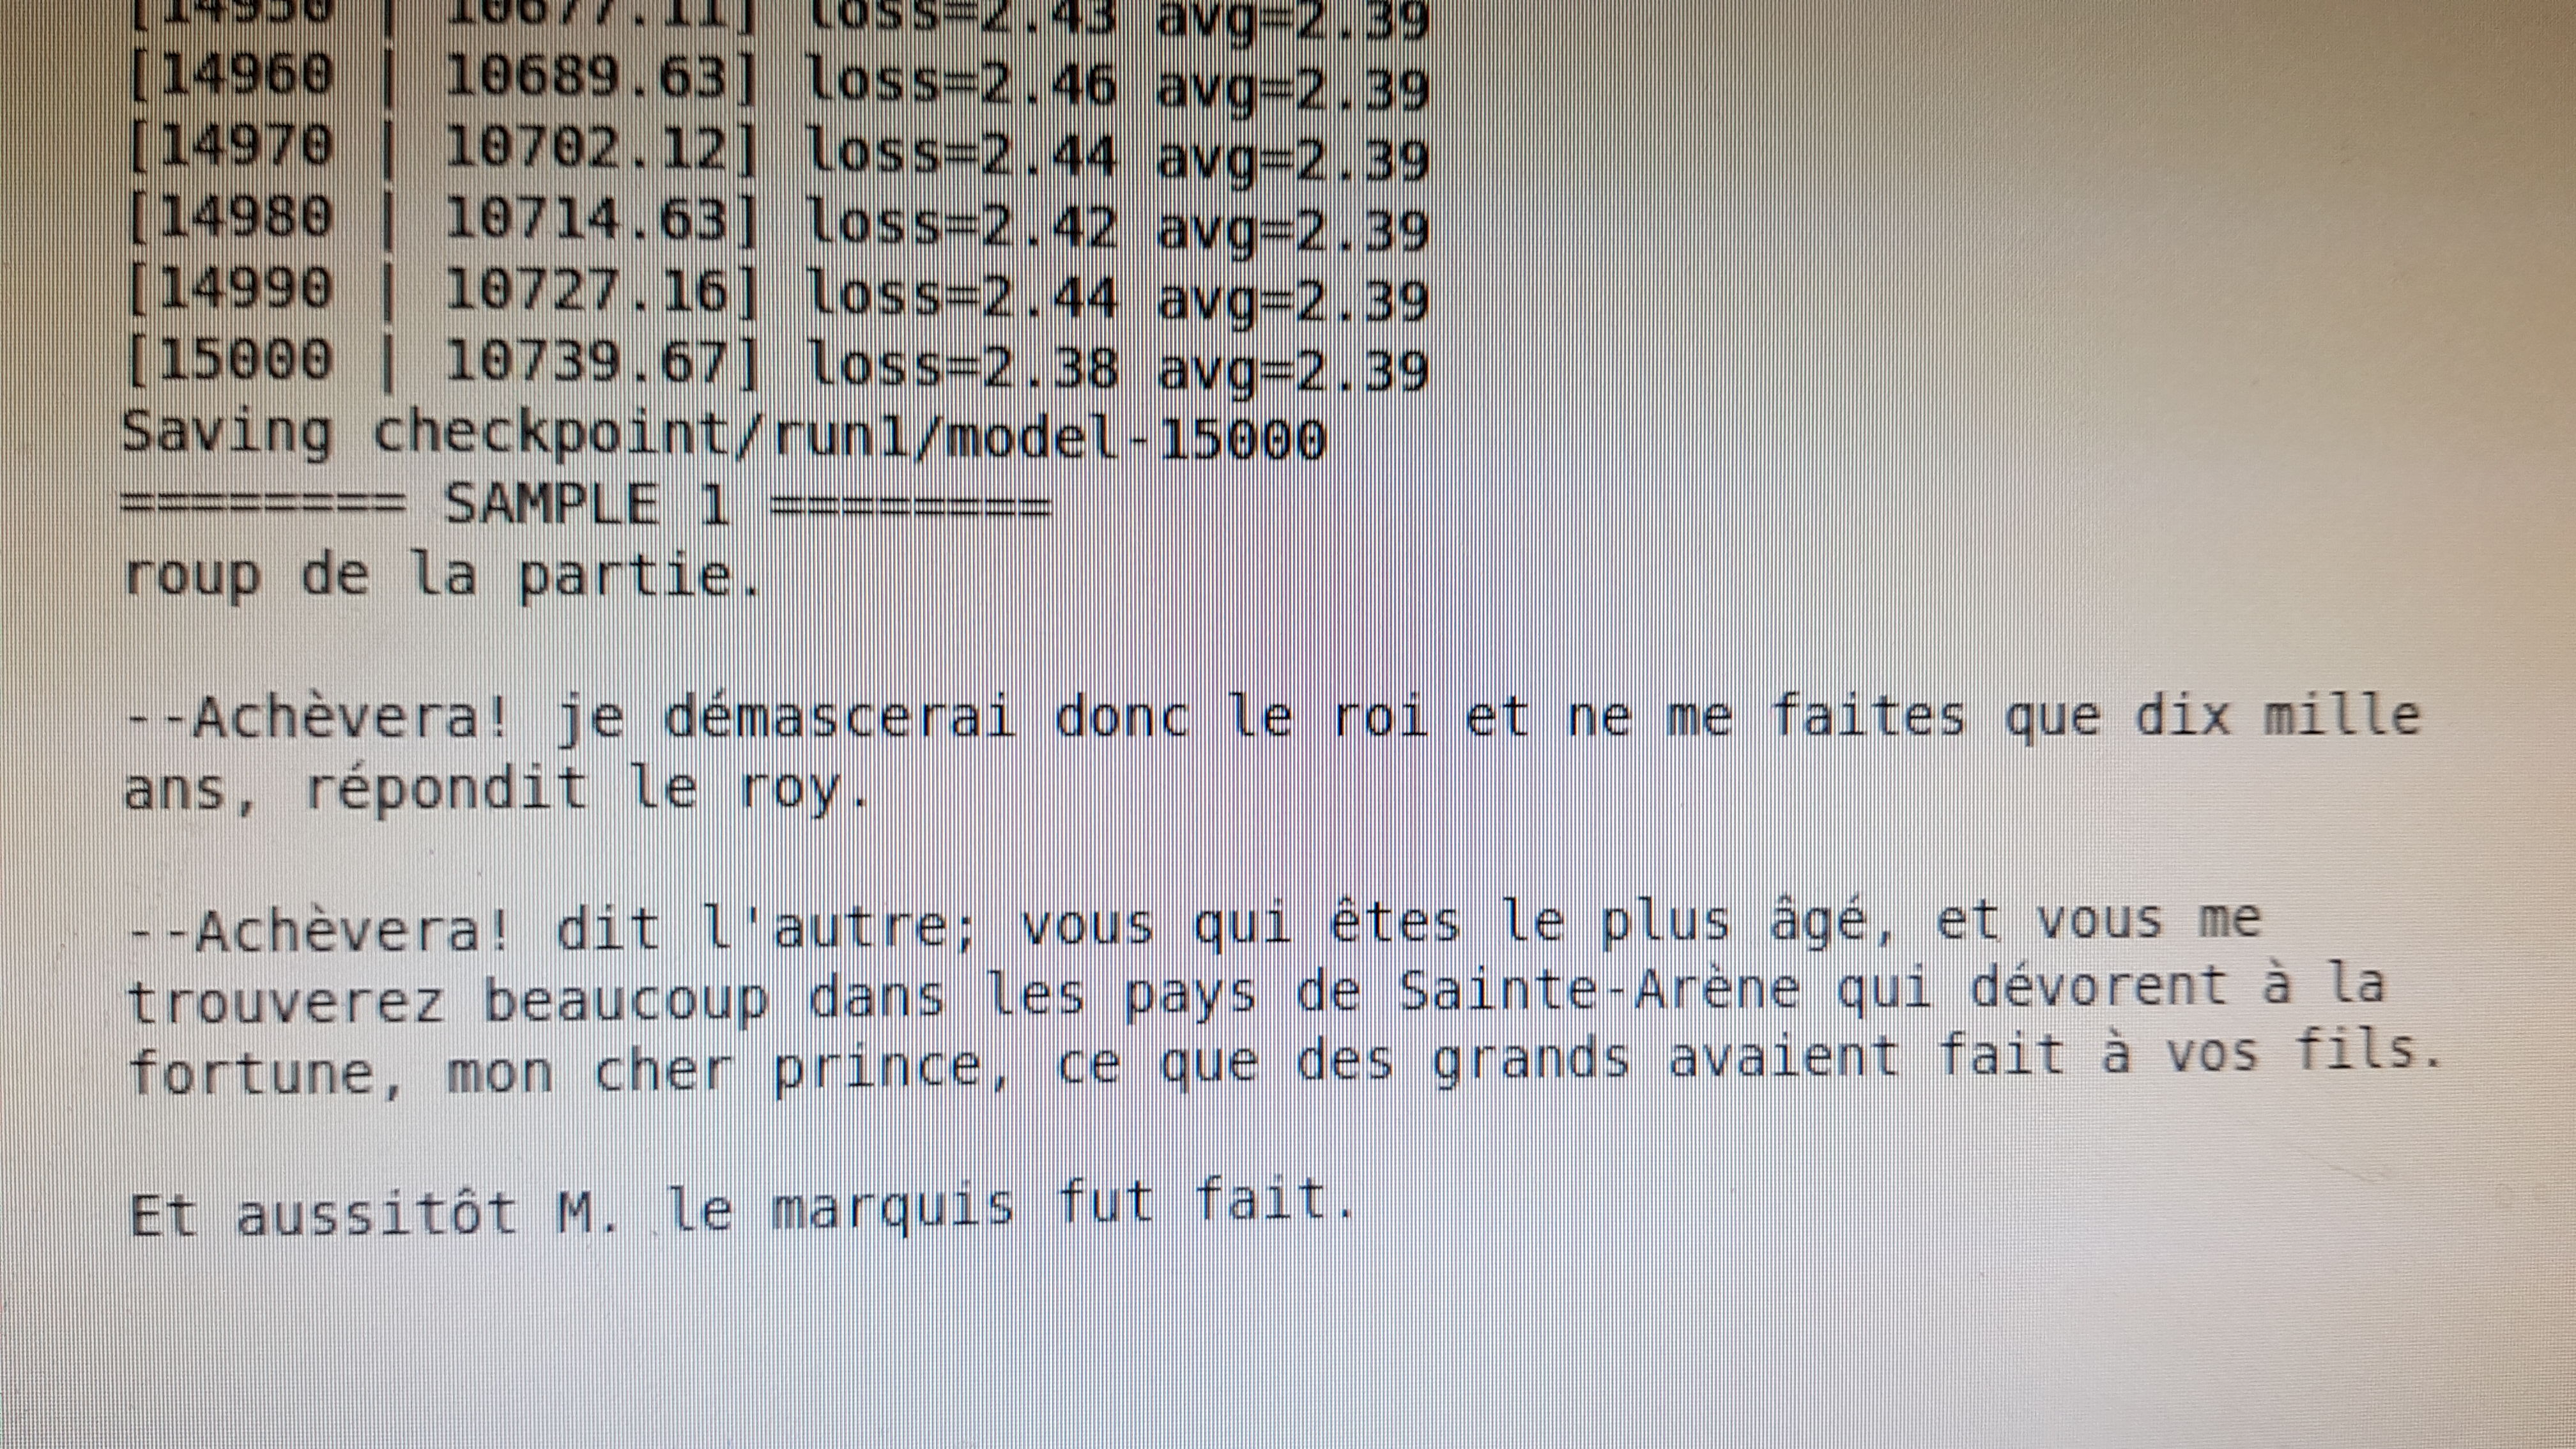 [14950 | 10677.11] loss=2.43 avg=2.39
[14960 | 10689.63] loss=2.46 avg=2.39
[14970 | 10702.12] loss=2.44 avg=2.39
[14980 | 10714.63] loss=2.42 avg=2.39
[14990 | 10727.16] loss=2.44 avg=2.39
[15000 | 10739.67] loss=2.38 avg=2.39
Saving checkpoint/run1/model-15000
======== SAMPLE 1 ========
roup de la partie.
--Achèvera! je démascerai donc le roi et ne me faites que dix mille
ans, répondit le roy.
--Achèvera! dit l'autre; vous qui êtes le plus âgé, et vous me
trouverez beaucoup dans les pays de Sainte-Arène qui dévorent à la
fortune, mon cher prince, ce que des grands avaient fait à vos fils.
Et aussitôt M. le marquis fut fait.